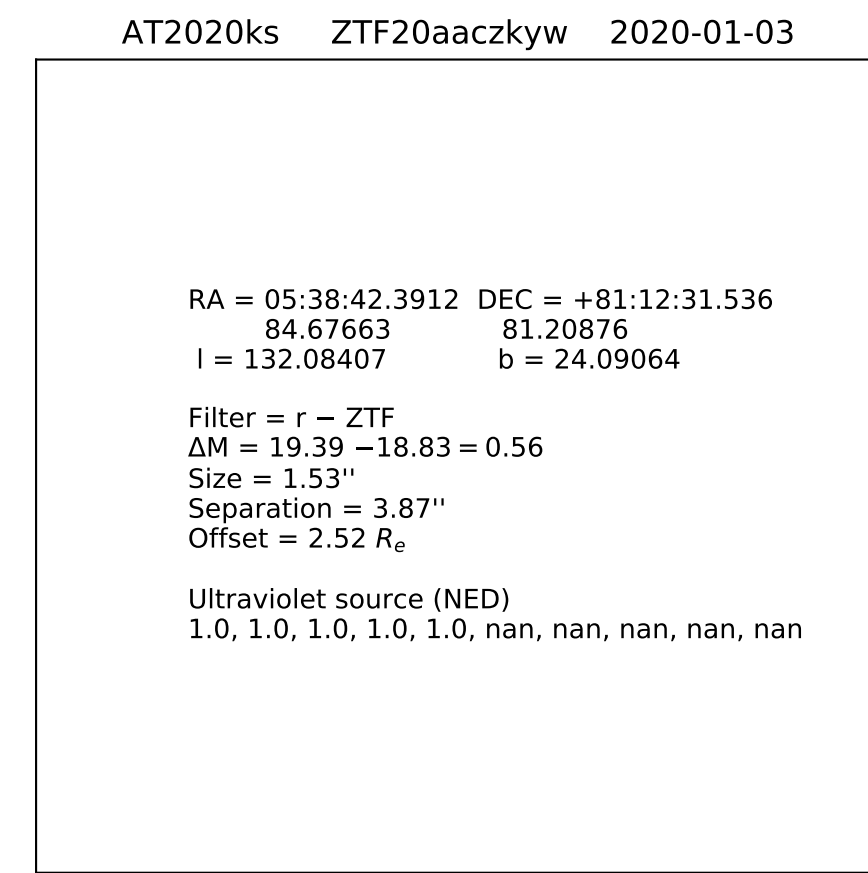 AT2020ks ZTF20aaczkyw 2020-01-03
RA = 05:38:42.3912 DEC = +81:12:31.536
84.67663 81.20876
l = 132.08407 b = 24.09064
Filter = r − ZTF
ΔM = 19.39 −18.83 = 0.56
Size = 1.53''
Separation = 3.87''
Offset = 2.52 Rₑ
Ultraviolet source (NED)
1.0, 1.0, 1.0, 1.0, 1.0, nan, nan, nan, nan, nan